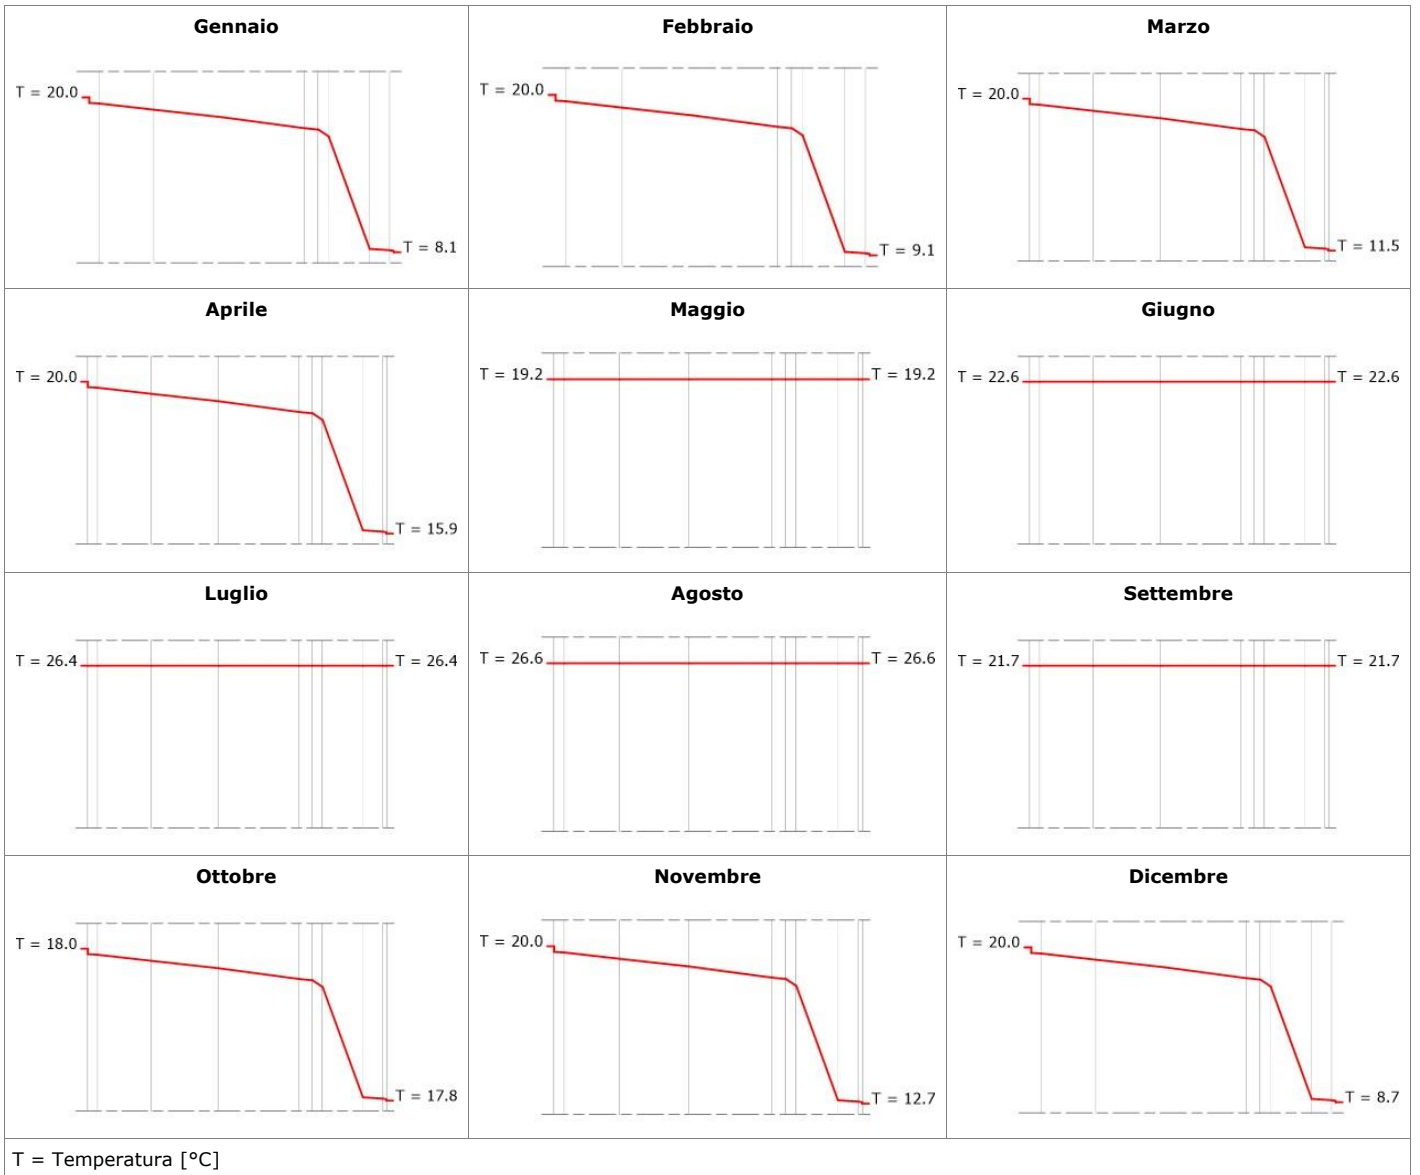 Gennaio
T = 20.0
T = 8.1
Febbraio
T = 20.0
T = 9.1
Marzo
T = 20.0
T = 11.5
Aprile
T = 20.0
T = 15.9
Maggio
T = 19.2
T = 19.2
Giugno
T = 22.6
T = 22.6
Luglio
T = 26.4
T = 26.4
Agosto
T = 26.6
T = 26.6
Settembre
T = 21.7
T = 21.7
Ottobre
T = 18.0
T = 17.8
Novembre
T = 20.0
T = 12.7
Dicembre
T = 20.0
T = 8.7
T = Temperatura [°C]